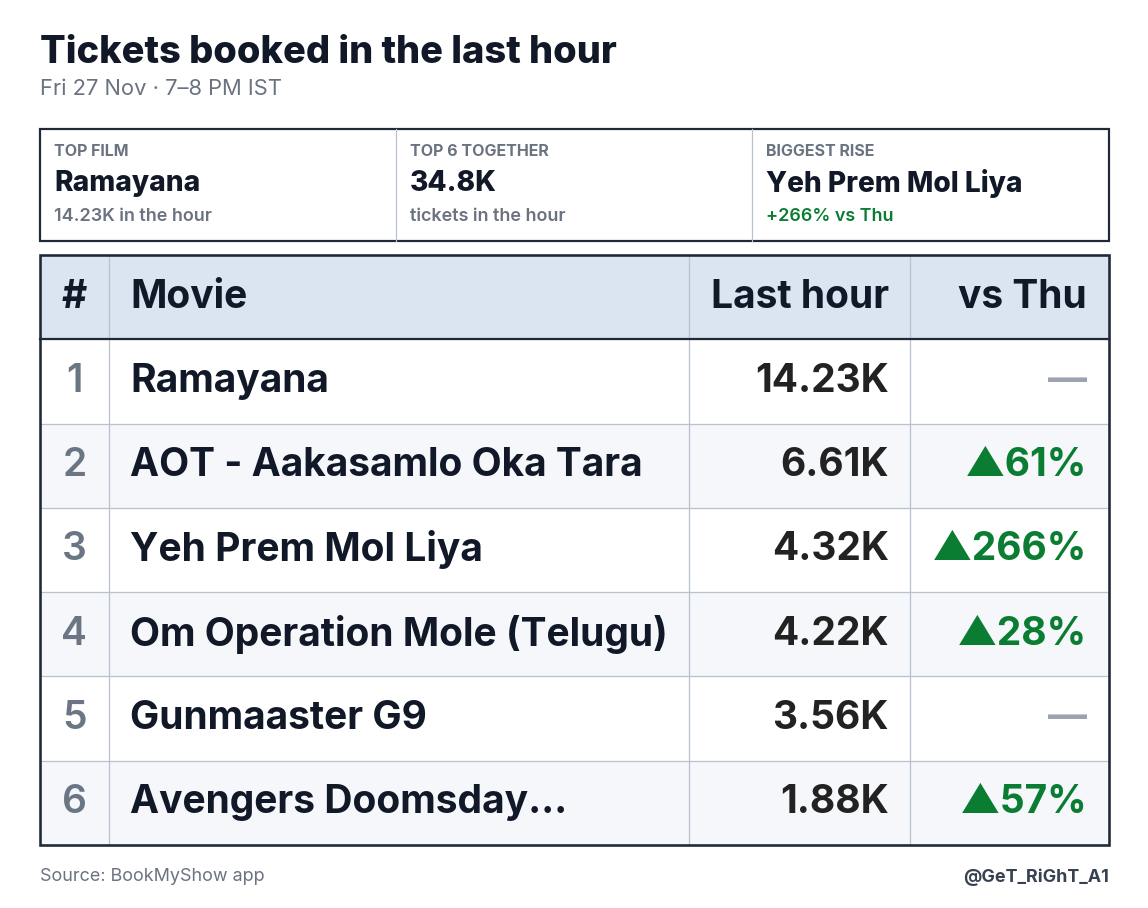 Tickets booked in the last hour
Fri 27 Nov · 7–8 PM IST
TOP FILM
Ramayana
14.23K in the hour
TOP 6 TOGETHER
34.8K
tickets in the hour
BIGGEST RISE
Yeh Prem Mol Liya
+266% vs Thu
# Movie Last hour vs Thu
1 Ramayana 14.23K —
2 AOT - Aakasamlo Oka Tara 6.61K ▲61%
3 Yeh Prem Mol Liya 4.32K ▲266%
4 Om Operation Mole (Telugu) 4.22K ▲28%
5 Gunmaaster G9 3.56K —
6 Avengers Doomsday... 1.88K ▲57%
Source: BookMyShow app
@GeT_RiGhT_A1